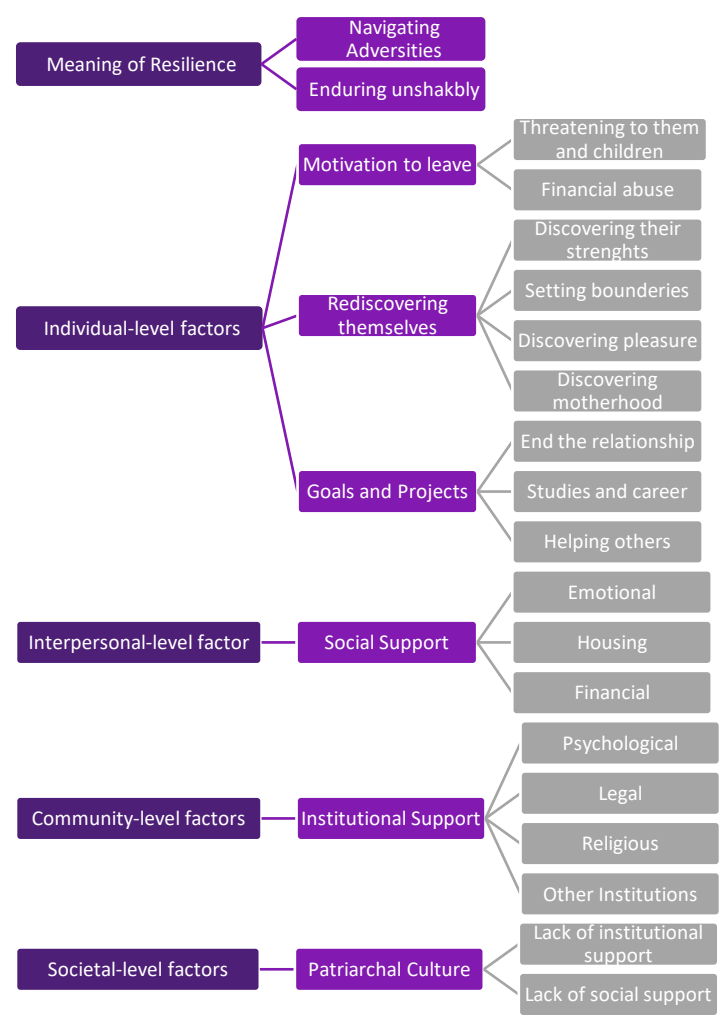 Meaning of Resilience
Navigating
Adversities
Enduring unshakbly
Individual-level factors
Motivation to leave
Threatening to them
and children
Financial abuse
Rediscovering
themselves
Discovering their
strenghts
Setting bounderies
Discovering pleasure
Discovering
motherhood
Goals and Projects
End the relationship
Studies and career
Helping others
Interpersonal-level factor
Social Support
Emotional
Housing
Financial
Community-level factors
Institutional Support
Psychological
Legal
Religious
Other Institutions
Societal-level factors
Patriarchal Culture
Lack of institutional
support
Lack of social support